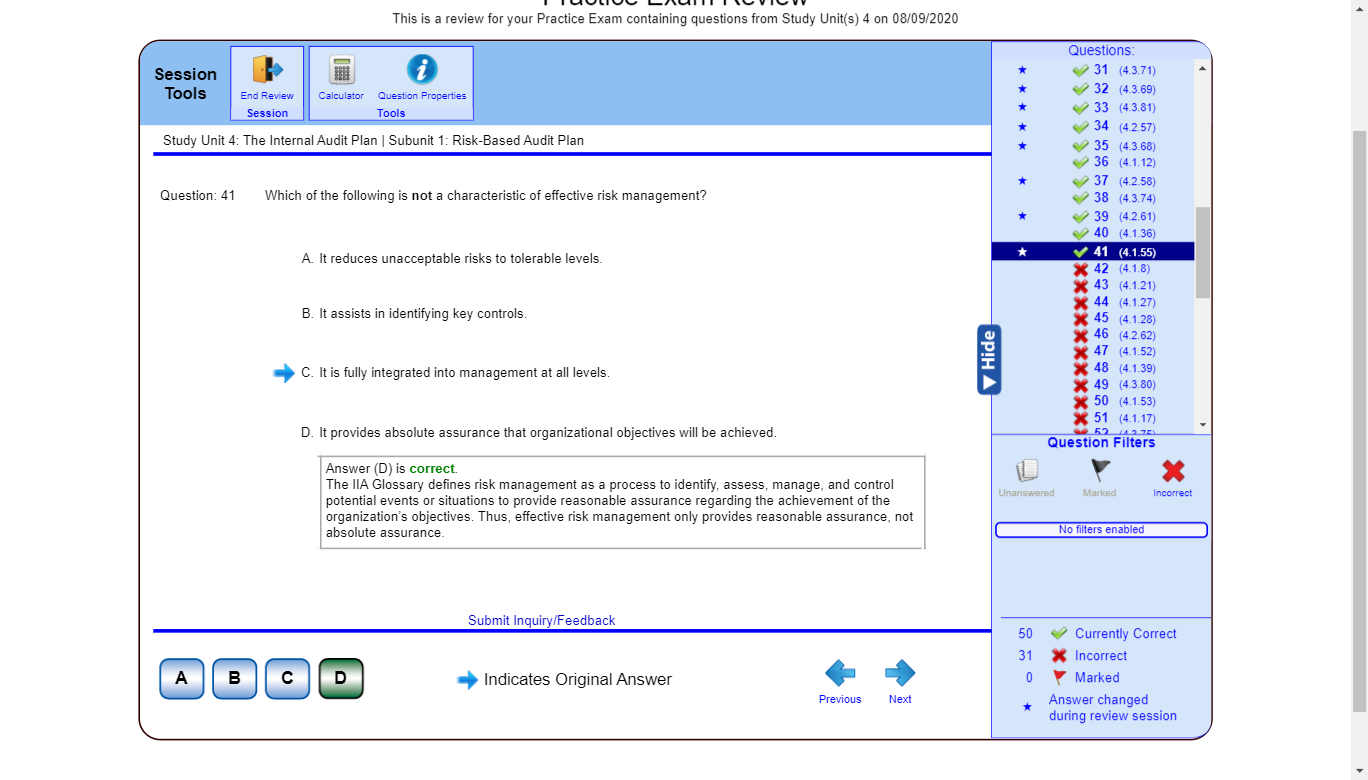 Practice Exam Review
This is a review for your Practice Exam containing questions from Study Unit(s) 4 on 08/09/2020
Session
Tools
End Review
Session
Calculator
Question Properties
Tools
Study Unit 4: The Internal Audit Plan | Subunit 1: Risk-Based Audit Plan
Question: 41
Which of the following is not a characteristic of effective risk management?
A. It reduces unacceptable risks to tolerable levels.
B. It assists in identifying key controls.
C. It is fully integrated into management at all levels.
D. It provides absolute assurance that organizational objectives will be achieved.
Answer (D) is correct.
The IIA Glossary defines risk management as a process to identify, assess, manage, and control
potential events or situations to provide reasonable assurance regarding the achievement of the
organization's objectives. Thus, effective risk management only provides reasonable assurance, not
absolute assurance.
Submit Inquiry/Feedback
A
B
C
D
Indicates Original Answer
Previous
Next
Questions:
31 (4.3.71)
32 (4.3.69)
33 (4.3.81)
34 (4.2.57)
35 (4.3.68)
36 (4.1.12)
37 (4.2.58)
38 (4.3.74)
39 (4.2.61)
40 (4.1.36)
41 (4.1.55)
42 (4.1.8)
43 (4.1.21)
44 (4.1.27)
45 (4.1.28)
46 (4.2.62)
47 (4.1.52)
48 (4.1.39)
49 (4.3.80)
50 (4.1.53)
51 (4.1.17)
52 (4.3.75)
Hide
Question Filters
Unanswered
Marked
Incorrect
No filters enabled
50 Currently Correct
31 Incorrect
0 Marked
Answer changed
during review session